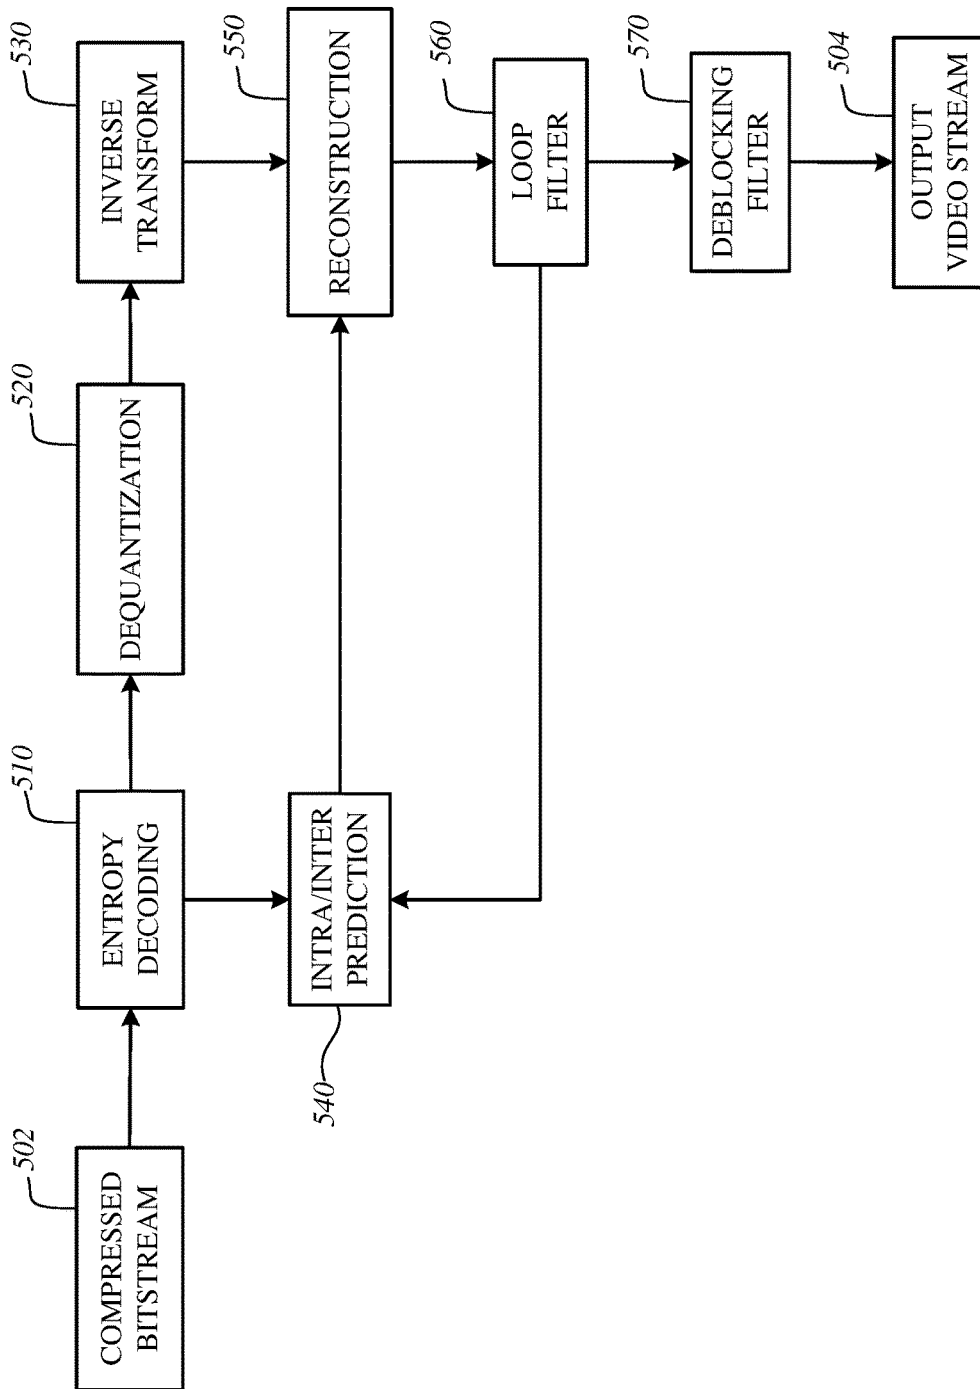 502
COMPRESSED
BITSTREAM
510
ENTROPY
DECODING
520
DEQUANTIZATION
530
INVERSE
TRANSFORM
540
INTRA/INTER
PREDICTION
550
RECONSTRUCTION
560
LOOP
FILTER
570
DEBLOCKING
FILTER
504
OUTPUT
VIDEO STREAM